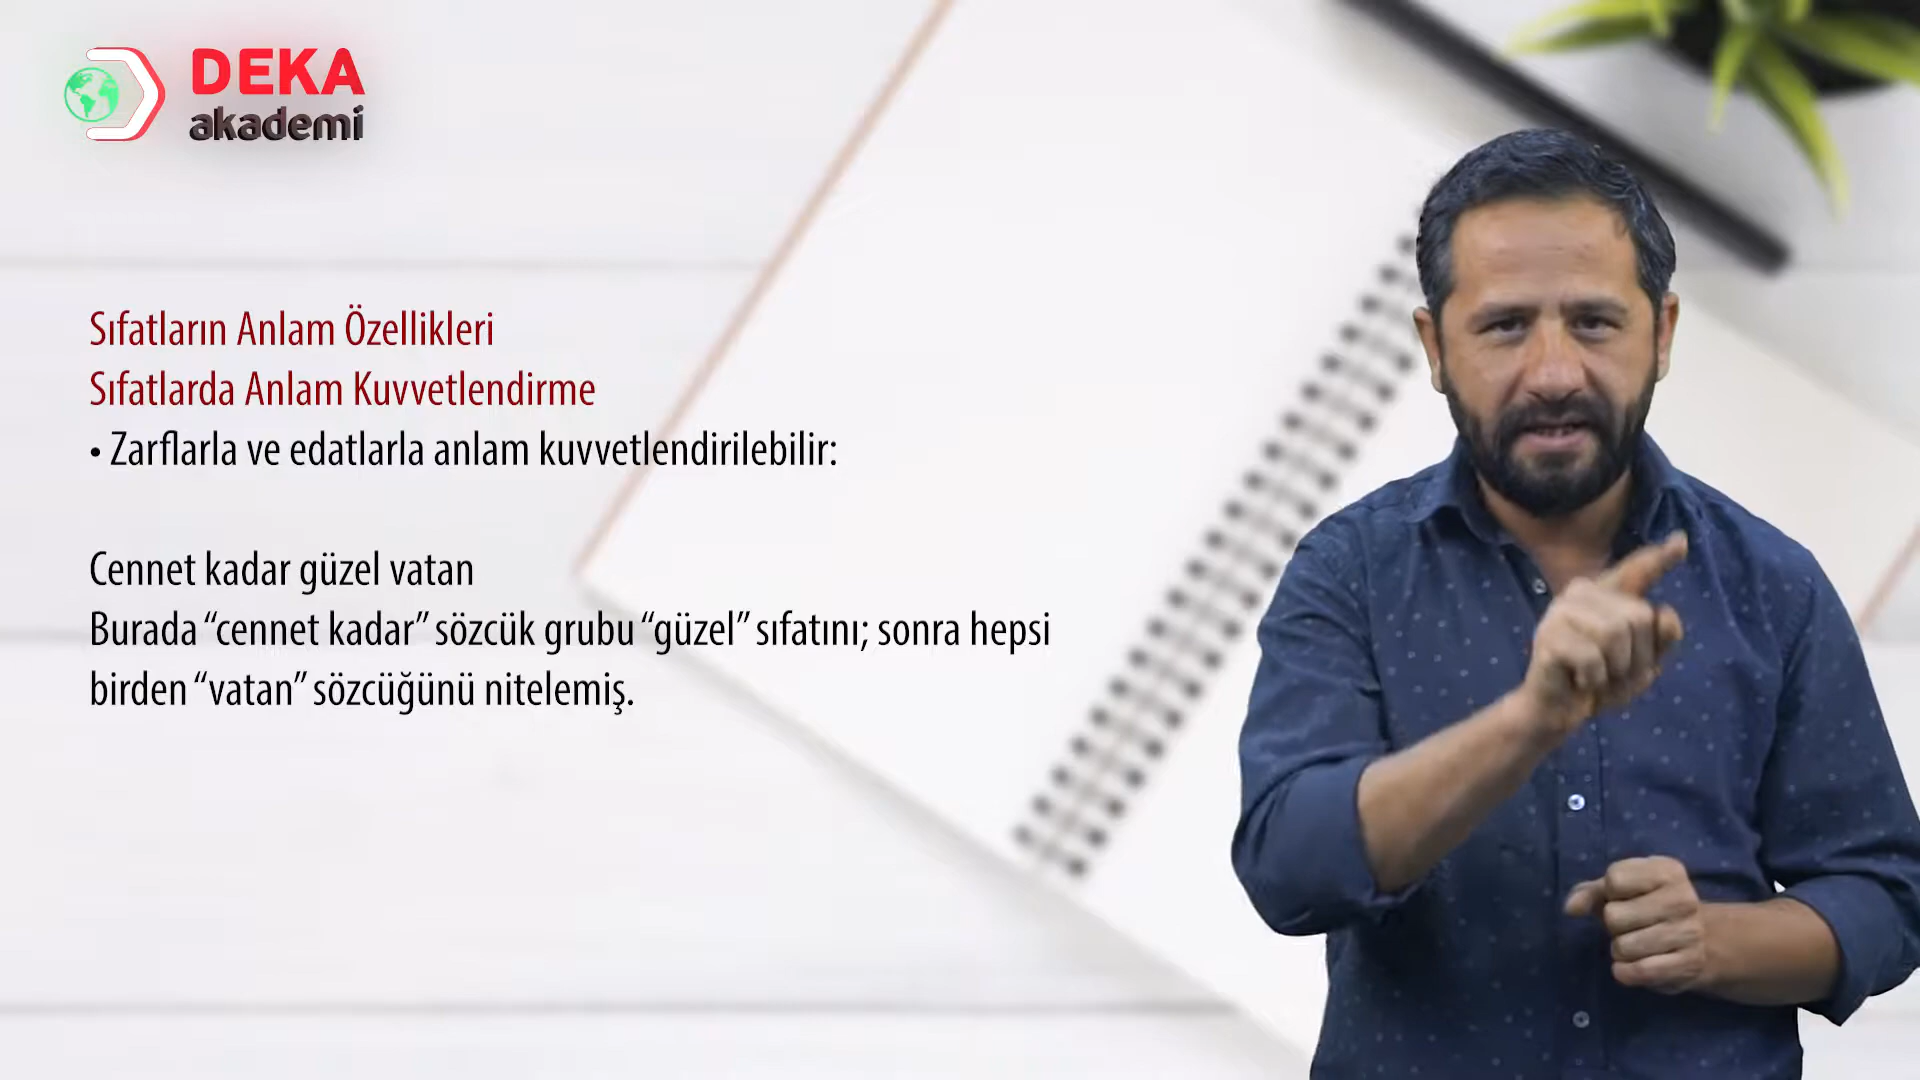 DEKA
akademi
Sıfatların Anlam Özellikleri
Sıfatlarda Anlam Kuvvetlendirme
• Zarflarla ve edatlarla anlam kuvvetlendirilebilir:
Cennet kadar güzel vatan
Burada “cennet kadar” sözcük grubu “güzel” sıfatını; sonra hepsi
birden “vatan” sözcüğünü nitelemiş.